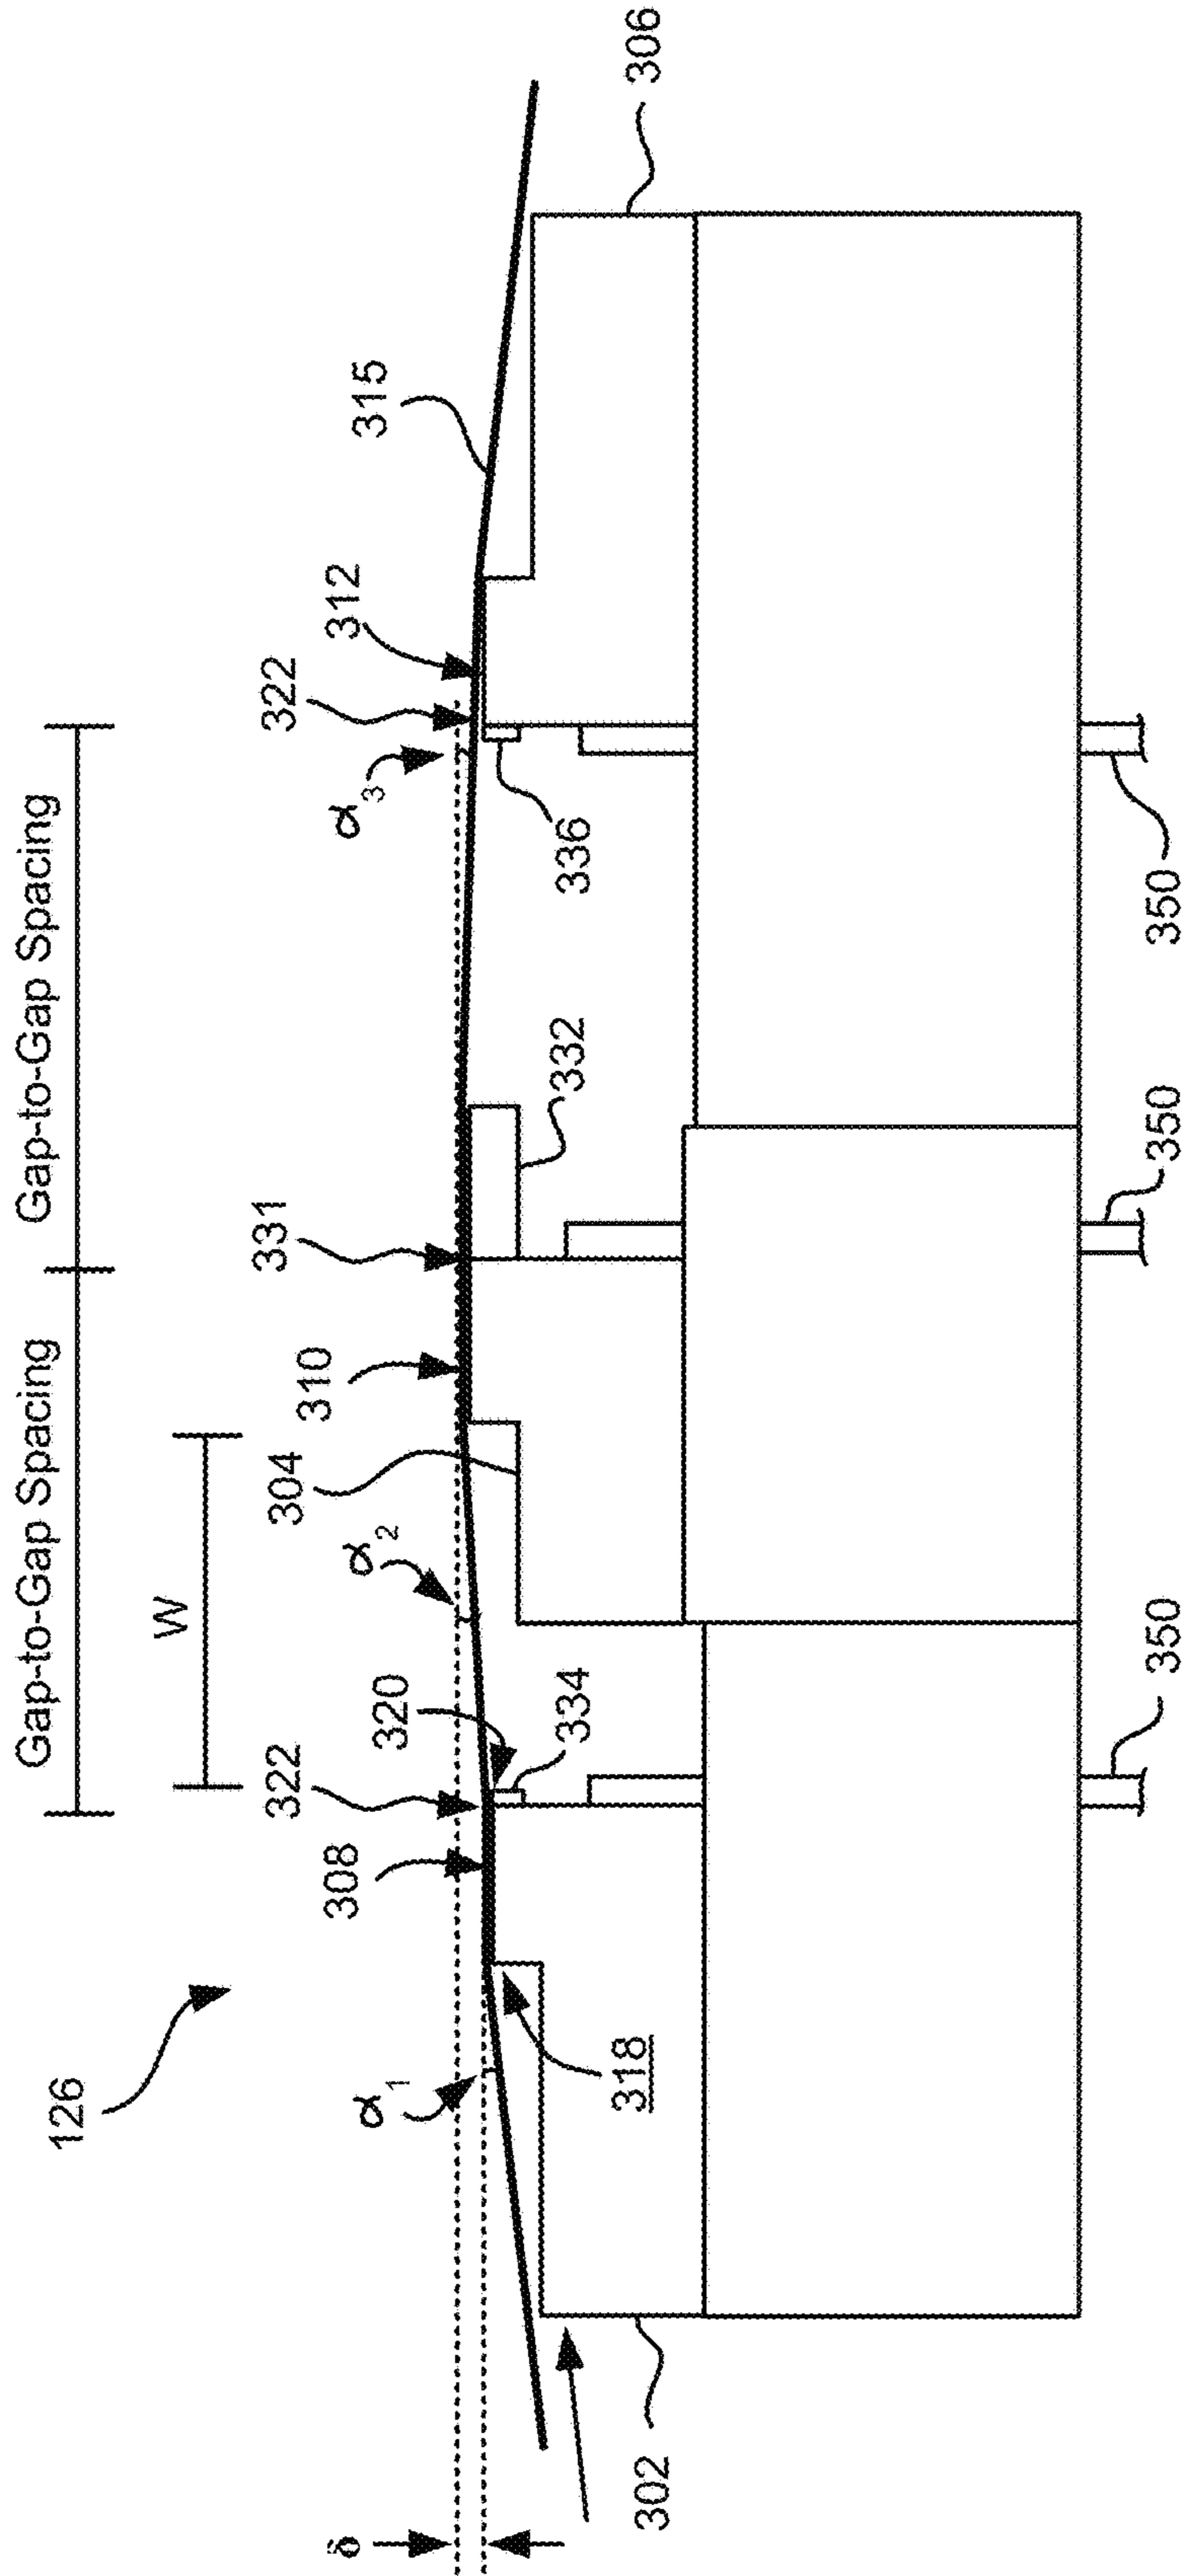 Gap-to-Gap Spacing
Gap-to-Gap Spacing
W
126
322
331
322
308
304
310
312
315
α1
α2
α3
δ
320
334
332
336
306
318
302
350
350
350